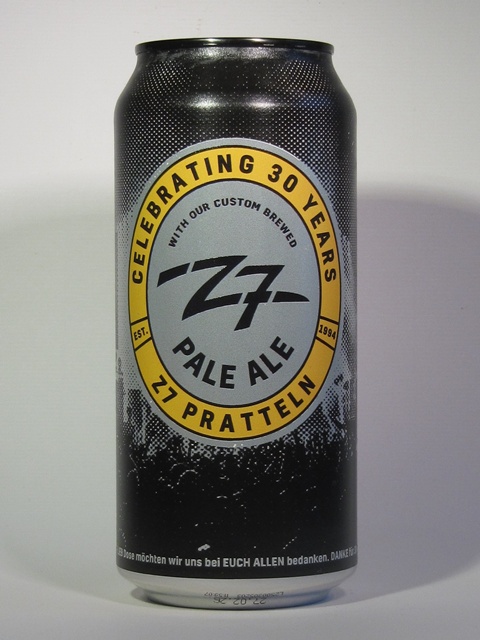 CELEBRATING 30 YEARS
WITH OUR CUSTOM BREWED
Z7
PALE ALE
EST. 1994
Z7 PRATTELN
Dose möchten wir uns bei EUCH ALLEN bedanken. DANKE